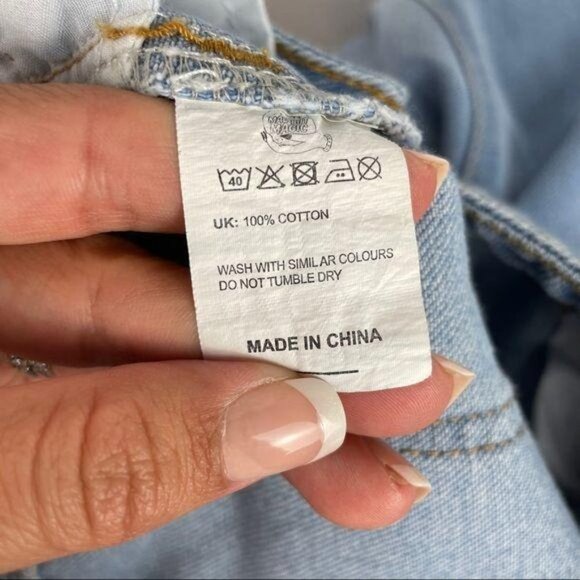 40
UK: 100% COTTON
WASH WITH SIMILAR COLOURS
DO NOT TUMBLE DRY
MADE IN CHINA